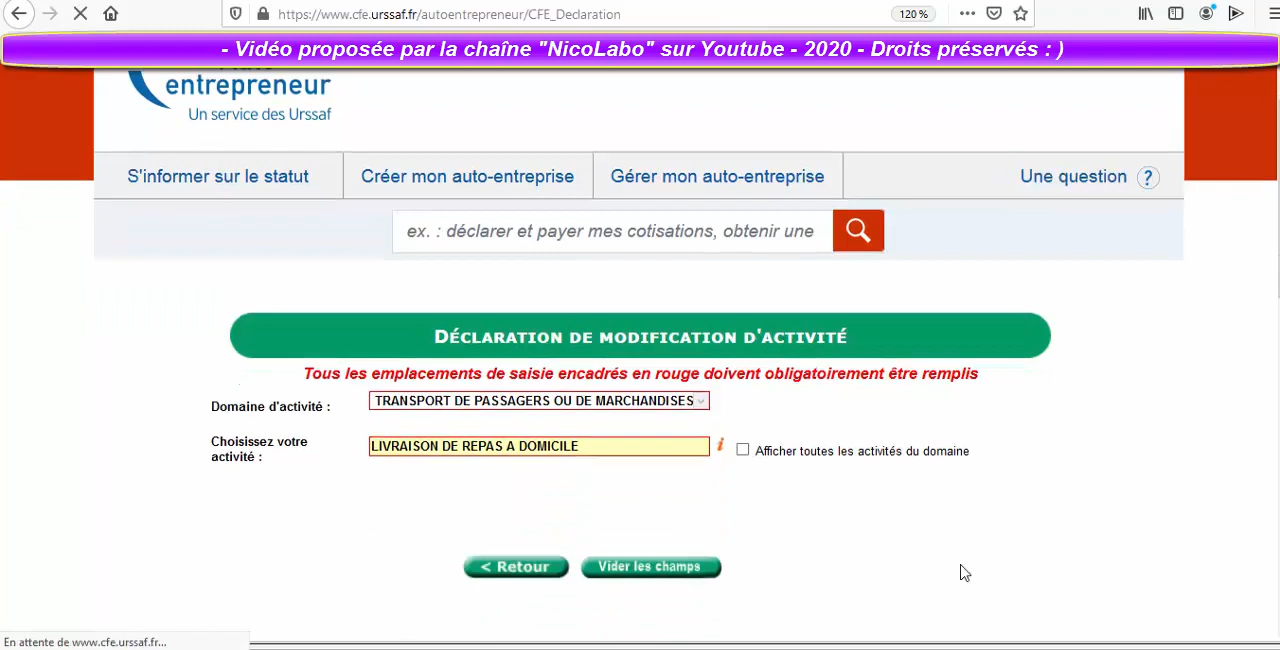 https://www.cfe.urssaf.fr/autoentrepreneur/CFE_Declaration
120 %
- Vidéo proposée par la chaîne "NicoLabo" sur Youtube - 2020 - Droits préservés : )
entrepreneur
Un service des Urssaf
S'informer sur le statut
Créer mon auto-entreprise
Gérer mon auto-entreprise
Une question ?
ex. : déclarer et payer mes cotisations, obtenir une
DÉCLARATION DE MODIFICATION D'ACTIVITÉ
Tous les emplacements de saisie encadrés en rouge doivent obligatoirement être remplis
Domaine d'activité : TRANSPORT DE PASSAGERS OU DE MARCHANDISES
Choisissez votre
activité :
LIVRAISON DE REPAS A DOMICILE i
Afficher toutes les activités du domaine
< Retour
Vider les champs
En attente de www.cfe.urssaf.fr...